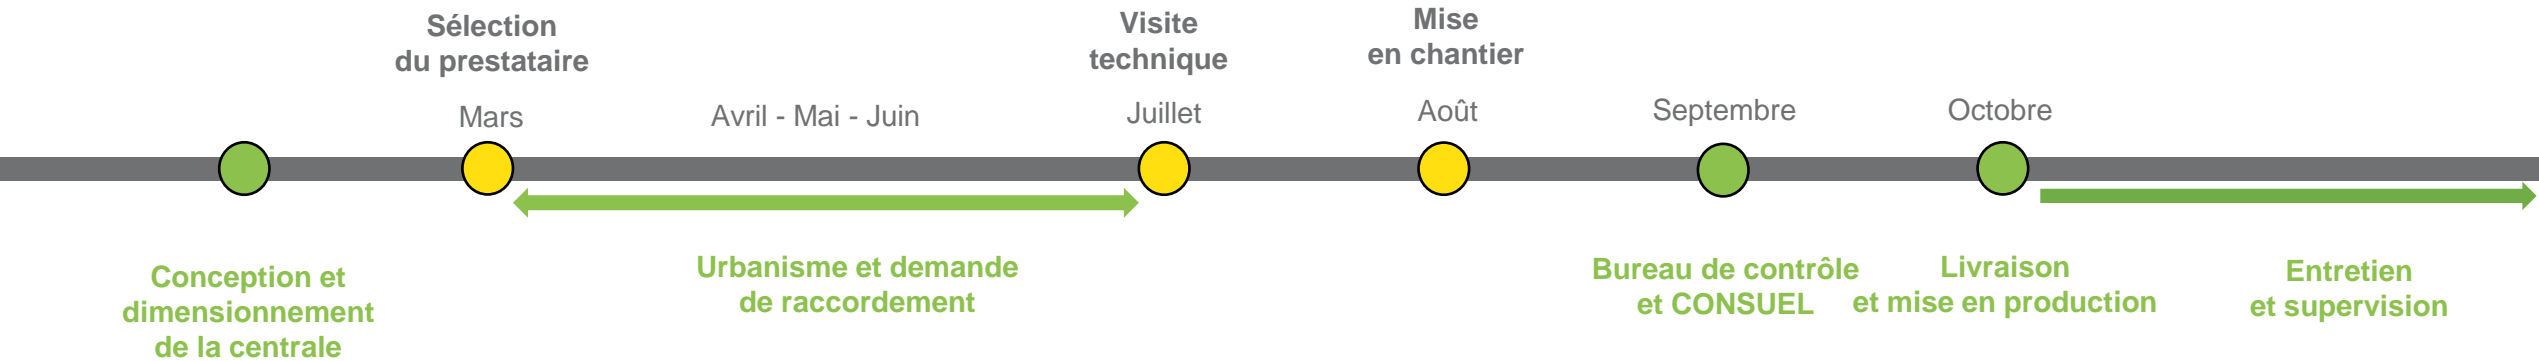 Sélection
du prestataire
Visite
technique
Mise
en chantier
Mars
Avril - Mai - Juin
Juillet
Août
Septembre
Octobre
Conception et
dimensionnement
de la centrale
Urbanisme et demande
de raccordement
Bureau de contrôle
et CONSUEL
Livraison
et mise en production
Entretien
et supervision